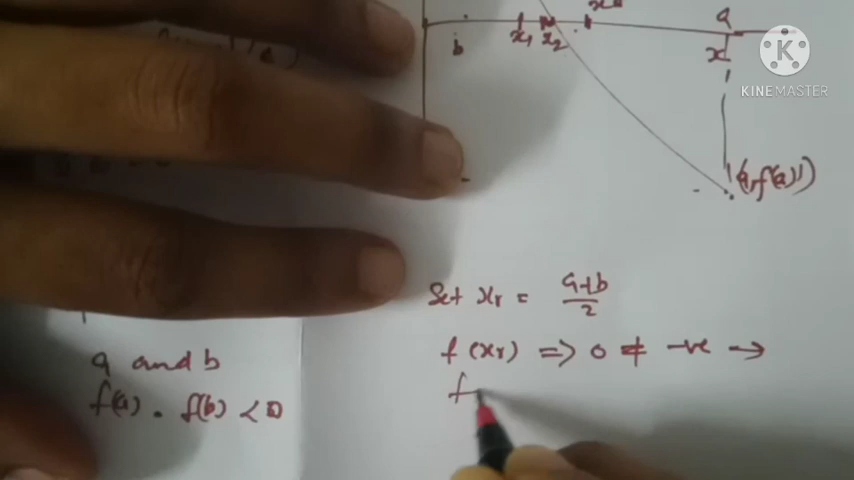 b x₁ x₂ a
x
K
KINEMASTER
(a, f(a))
Set xᵣ = a+b/2
f(xᵣ) => 0 ≠ -ve →
f
a and b
f(a) . f(b) < 0